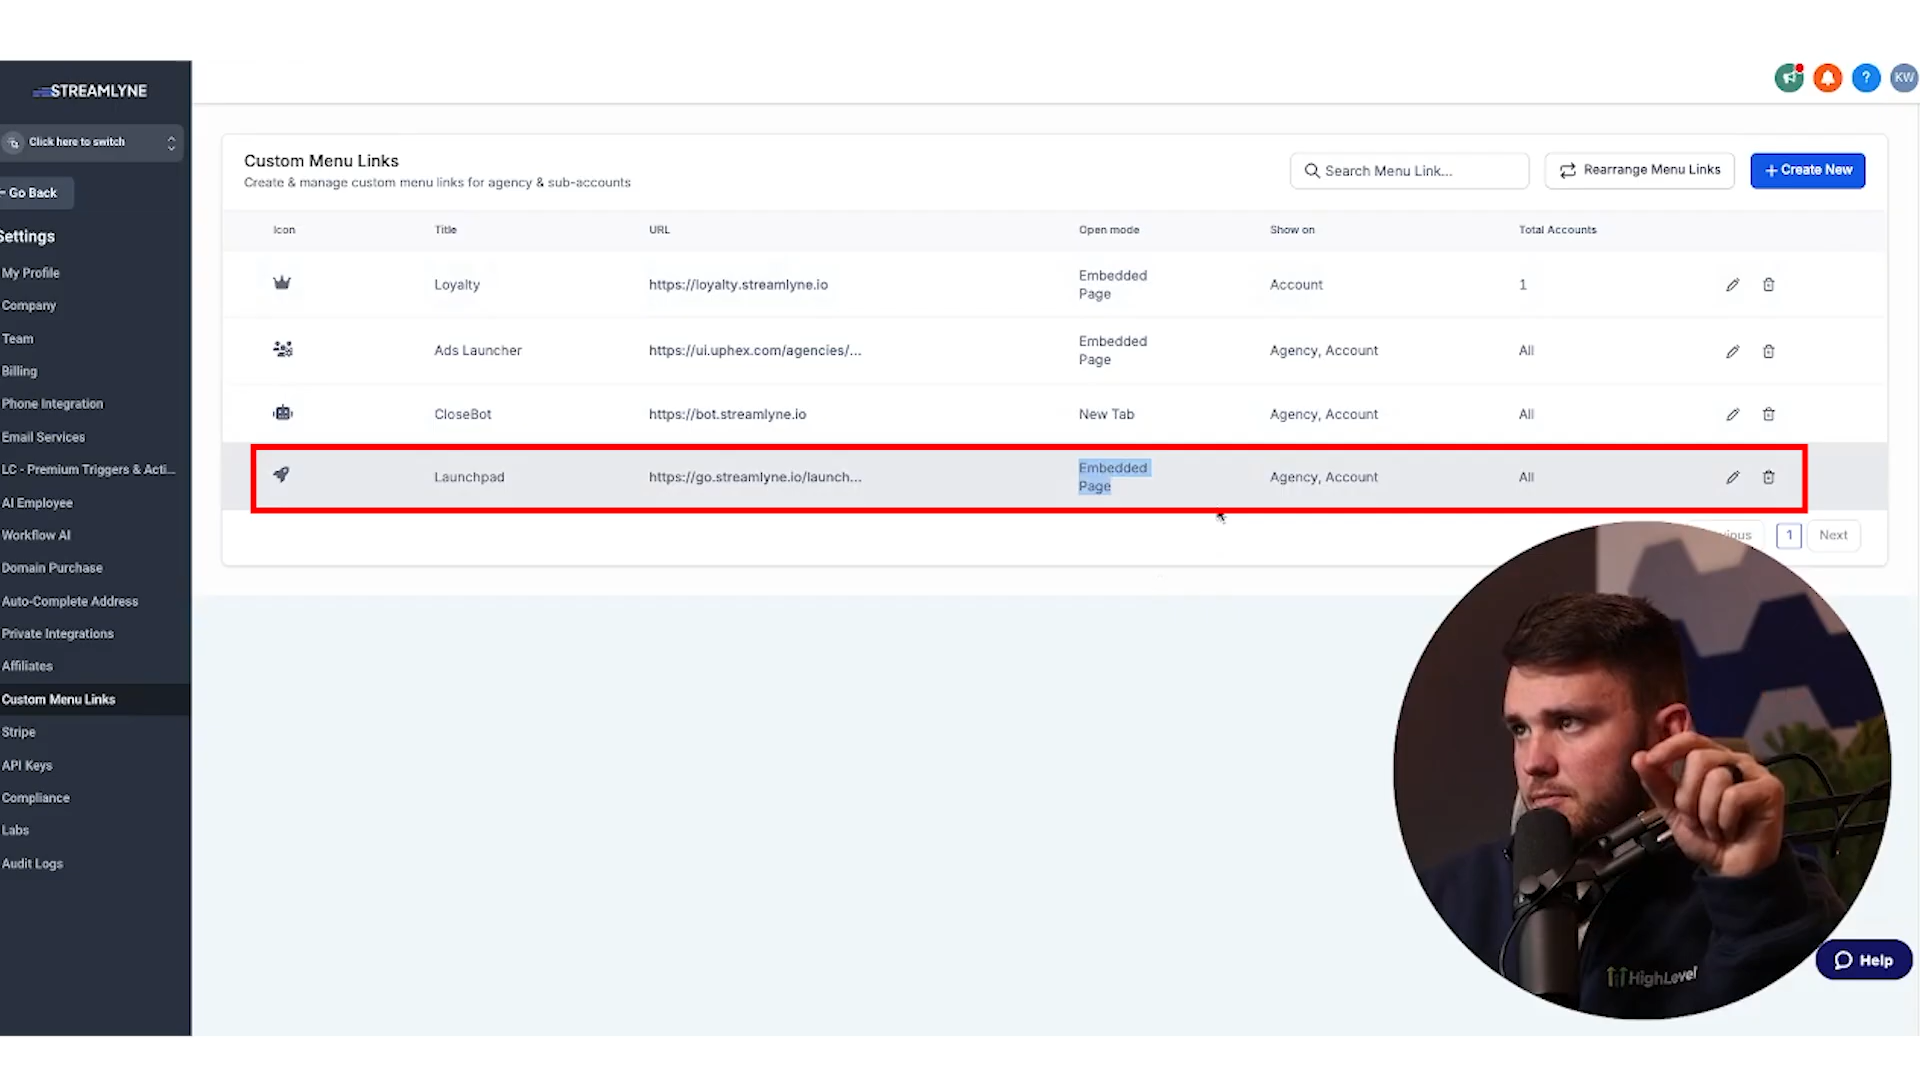 STREAMLYNE
KW
Click here to switch
Go Back
Settings
My Profile
Company
Team
Billing
Phone Integration
Email Services
LC - Premium Triggers & Acti...
AI Employee
Workflow AI
Domain Purchase
Auto-Complete Address
Private Integrations
Affiliates
Custom Menu Links
Stripe
API Keys
Compliance
Labs
Audit Logs
Custom Menu Links
Create & manage custom menu links for agency & sub-accounts
Search Menu Link...
Rearrange Menu Links
+ Create New
Icon Title URL Open mode Show on Total Accounts
Loyalty https://loyalty.streamlyne.io Embedded Page Account 1
Ads Launcher https://ui.uphex.com/agencies/... Embedded Page Agency, Account All
CloseBot https://bot.streamlyne.io New Tab Agency, Account All
Launchpad https://go.streamlyne.io/launch... Embedded Page Agency, Account All
1 Next
HighLevel
Help